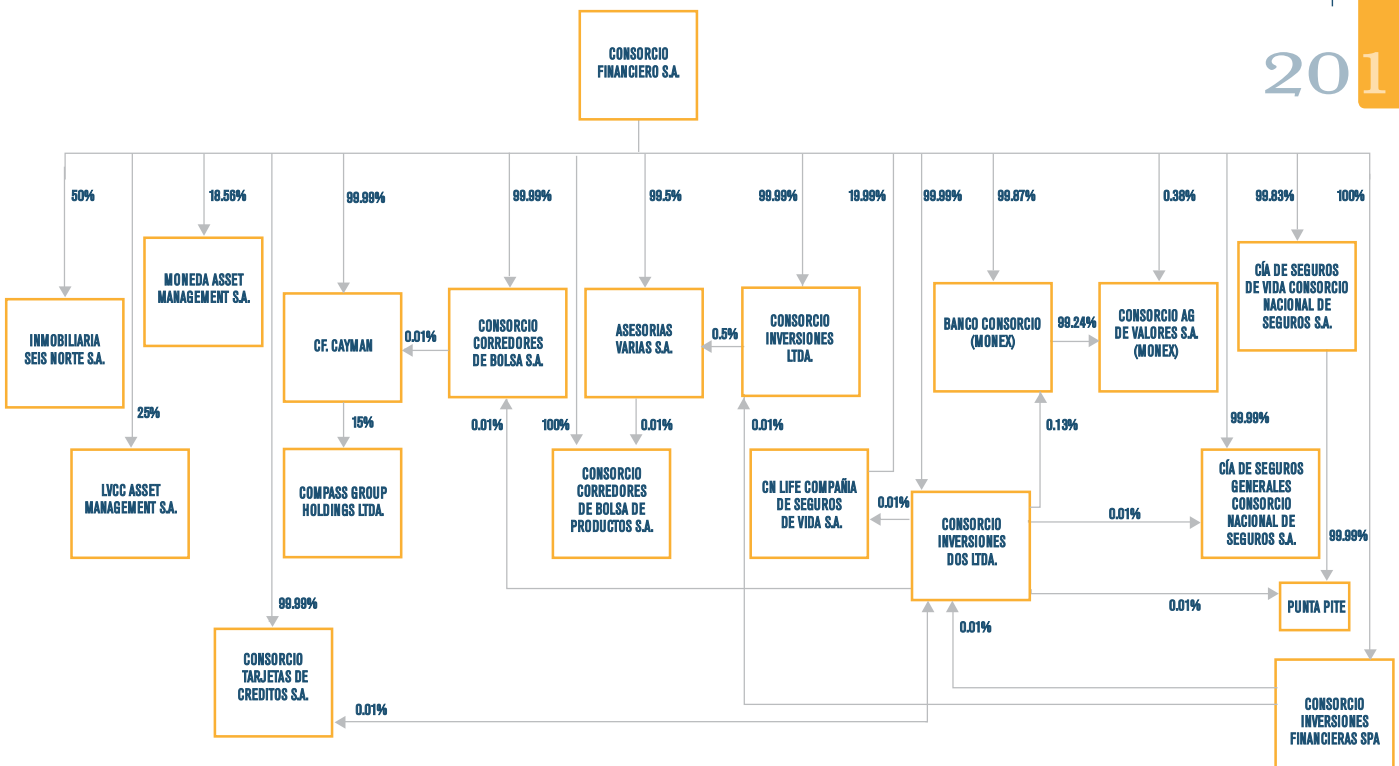 CONSORCIO
FINANCIERO S.A.
201
50%
18.56%
99.99%
99.99%
99.5%
99.99%
19.99%
99.99%
99.87%
0.38%
99.83%
100%
INMOBILIARIA
SEIS NORTE S.A.
MONEDA ASSET
MANAGEMENT S.A.
CF. CAYMAN
0.01%
CONSORCIO
CORREDORES
DE BOLSA S.A.
ASESORIAS
VARIAS S.A.
0.5%
CONSORCIO
INVERSIONES
LTDA.
BANCO CONSORCIO
(MONEX)
99.24%
CONSORCIO AG
DE VALORES S.A.
(MONEX)
CÍA DE SEGUROS
DE VIDA CONSORCIO
NACIONAL DE
SEGUROS S.A.
25%
15%
0.01%
100%
0.01%
0.01%
0.13%
99.99%
LVCC ASSET
MANAGEMENT S.A.
COMPASS GROUP
HOLDINGS LTDA.
CONSORCIO
CORREDORES
DE BOLSA DE
PRODUCTOS S.A.
CN LIFE COMPAÑIA
DE SEGUROS
DE VIDA S.A.
0.01%
CONSORCIO
INVERSIONES
DOS LTDA.
0.01%
CÍA DE SEGUROS
GENERALES
CONSORCIO
NACIONAL DE
SEGUROS S.A.
99.99%
99.99%
0.01%
0.01%
PUNTA PITE
CONSORCIO
TARJETAS DE
CREDITOS S.A.
0.01%
CONSORCIO
INVERSIONES
FINANCIERAS SPA